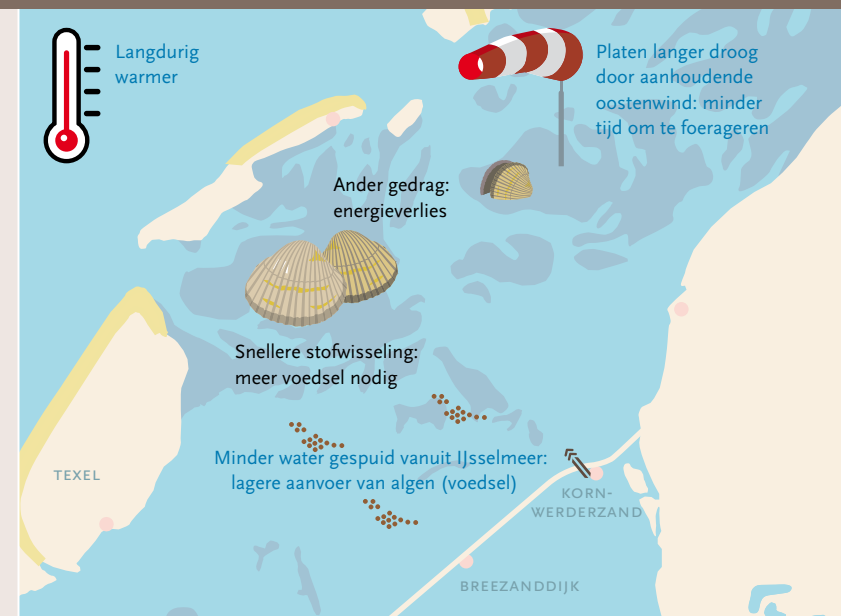 Langdurig
warmer
Platen langer droog
door aanhoudende
oostenwind: minder
tijd om te foerageren
Ander gedrag:
energieverlies
Snellere stofwisseling:
meer voedsel nodig
Minder water gespuid vanuit IJsselmeer:
lagere aanvoer van algen (voedsel)
TEXEL
KORN-
WERDERZAND
BREEZANDDIJK